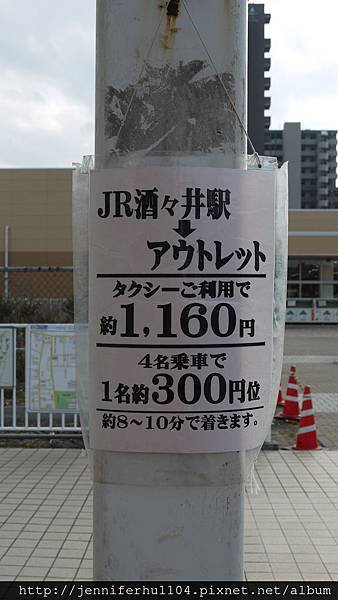 JR酒々井駅
↓
アウトレット
タクシーご利用で
約1,160円
4名乗車で
1名約300円位
約8〜10分で着きます。
http://jenniferhu1104.pixnet.net/album